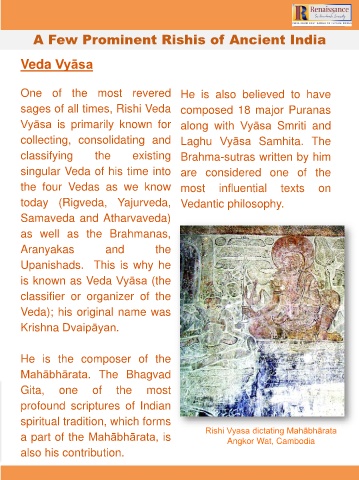 Renaissance
A Few Prominent Rishis of Ancient India
Veda Vyāsa
One of the most revered
sages of all times, Rishi Veda
Vyāsa is primarily known for
collecting, consolidating and
classifying the existing
singular Veda of his time into
the four Vedas as we know
today (Rigveda, Yajurveda,
Samaveda and Atharvaveda)
as well as the Brahmanas,
Aranyakas and the
Upanishads. This is why he
is known as Veda Vyāsa (the
classifier or organizer of the
Veda); his original name was
Krishna Dvaipāyan.
He is the composer of the
Mahābhārata. The Bhagvad
Gita, one of the most
profound scriptures of Indian
spiritual tradition, which forms
a part of the Mahābhārata, is
also his contribution.
He is also believed to have
composed 18 major Puranas
along with Vyāsa Smriti and
Laghu Vyāsa Samhita. The
Brahma-sutras written by him
are considered one of the
most influential texts on
Vedantic philosophy.
Rishi Vyasa dictating Mahābhārata
Angkor Wat, Cambodia